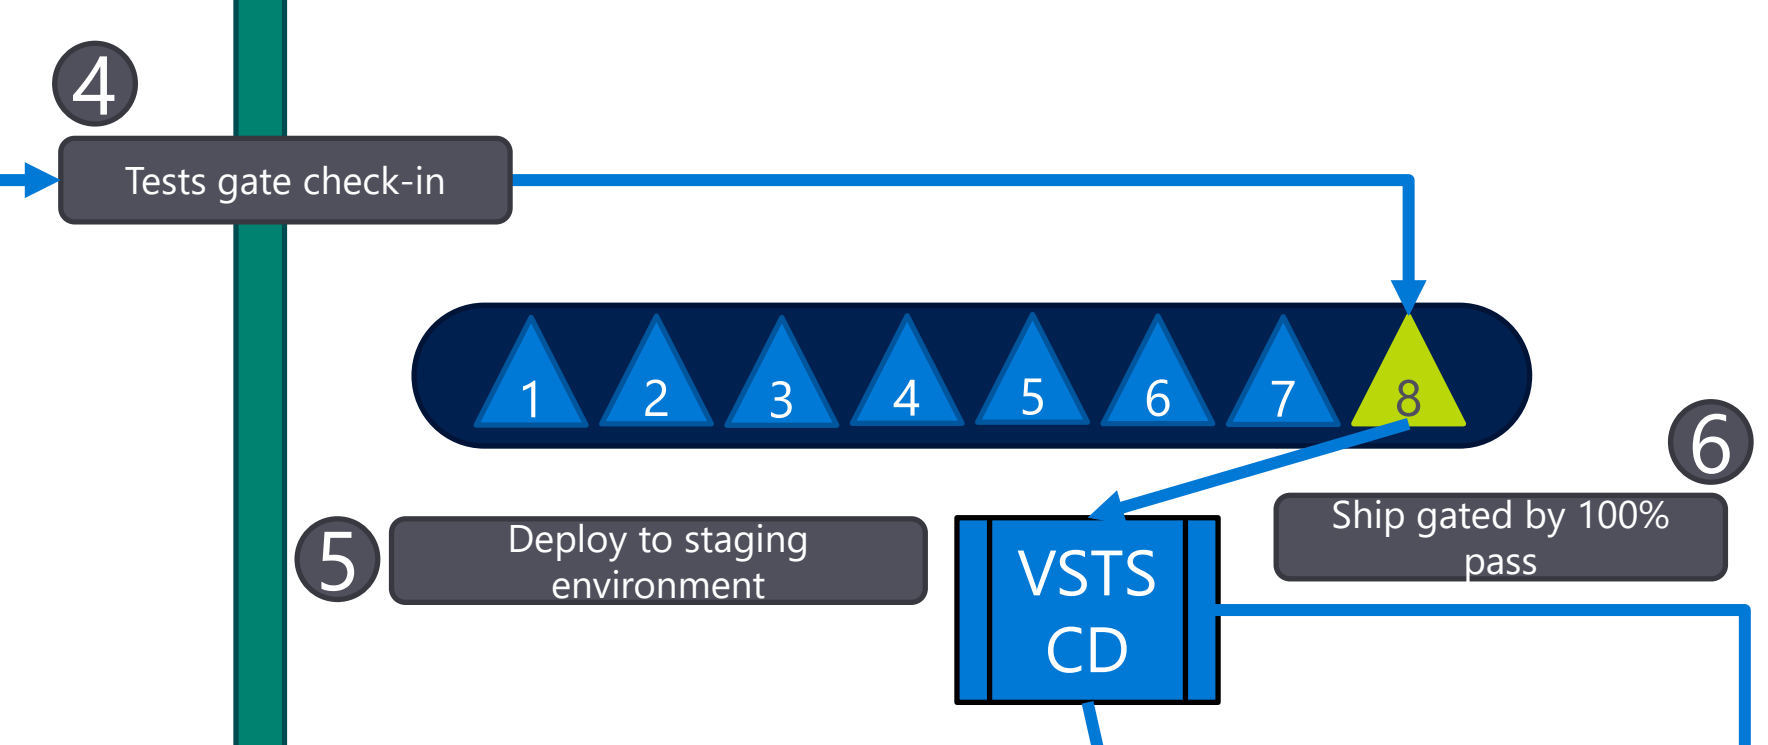 4
Tests gate check-in
1 2 3 4 5 6 7 8
6
Ship gated by 100%
pass
5
Deploy to staging
environment
VSTS
CD